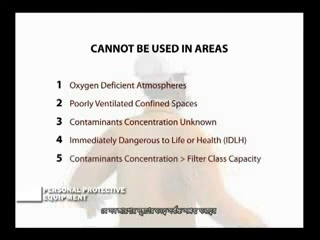 CANNOT BE USED IN AREAS
1 Oxygen Deficient Atmospheres
2 Poorly Ventilated Confined Spaces
3 Contaminants Concentration Unknown
4 Immediately Dangerous to Life or Health (IDLH)
5 Contaminants Concentration > Filter Class Capacity
PERSONAL PROTECTIVE
EQUIPMENT